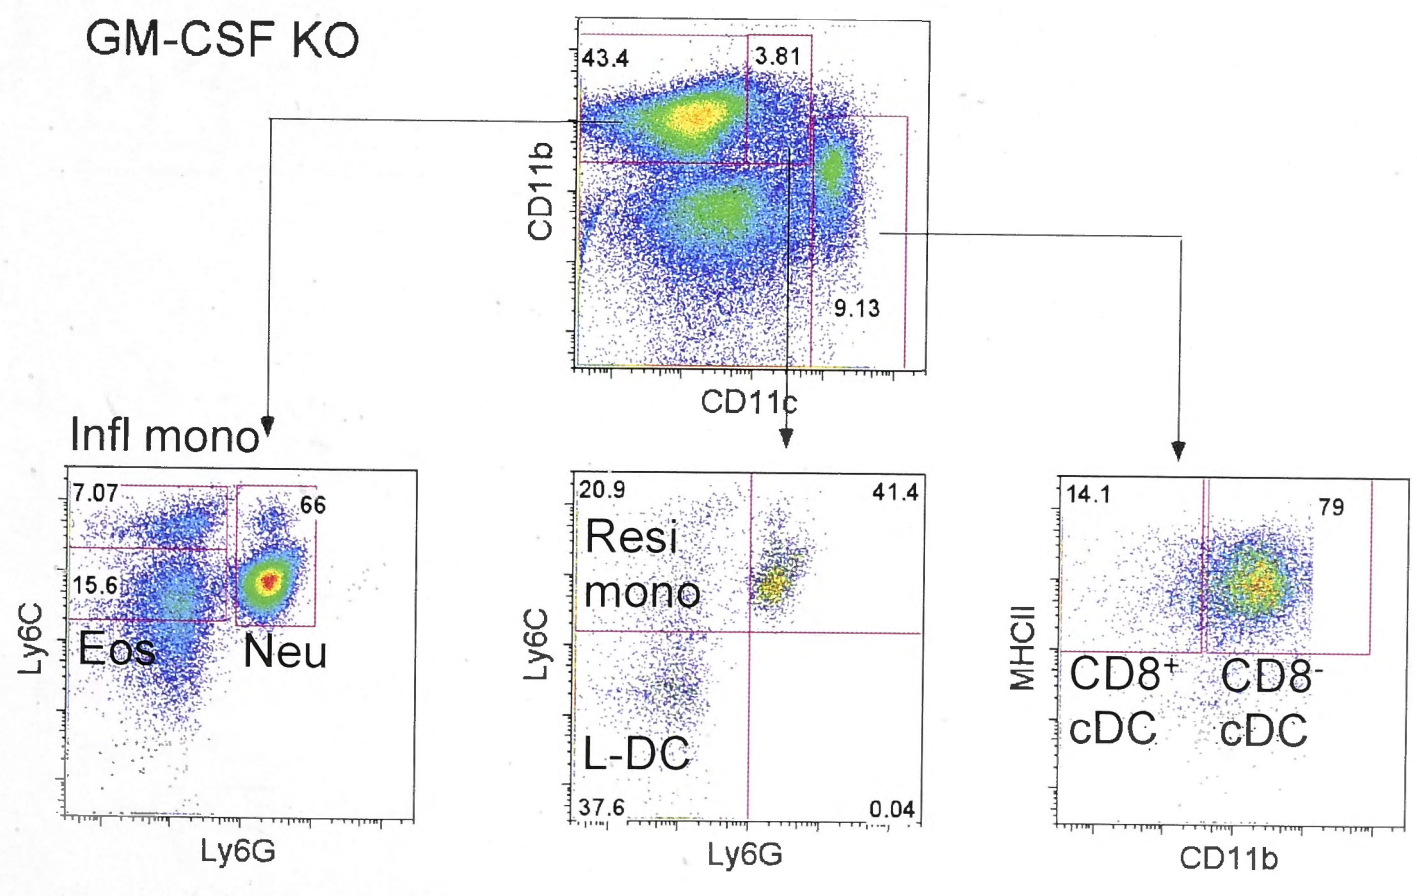 GM-CSF KO
43.4
3.81
9.13
CD11b
CD11c
Infl mono
7.07
66
15.6
Eos
Neu
Ly6C
Ly6G
20.9
41.4
Resi
mono
L-DC
37.6
0.04
Ly6C
Ly6G
14.1
79
CD8⁺
cDC
CD8⁻
cDC
MHCII
CD11b